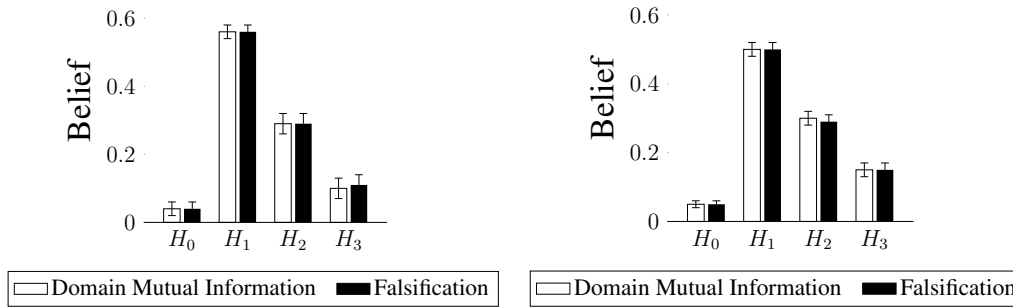 0.6
0.4
0.2
0
Belief
H₀ H₁ H₂ H₃
Domain Mutual Information Falsification
0.6
0.4
0.2
0
Belief
H₀ H₁ H₂ H₃
Domain Mutual Information Falsification